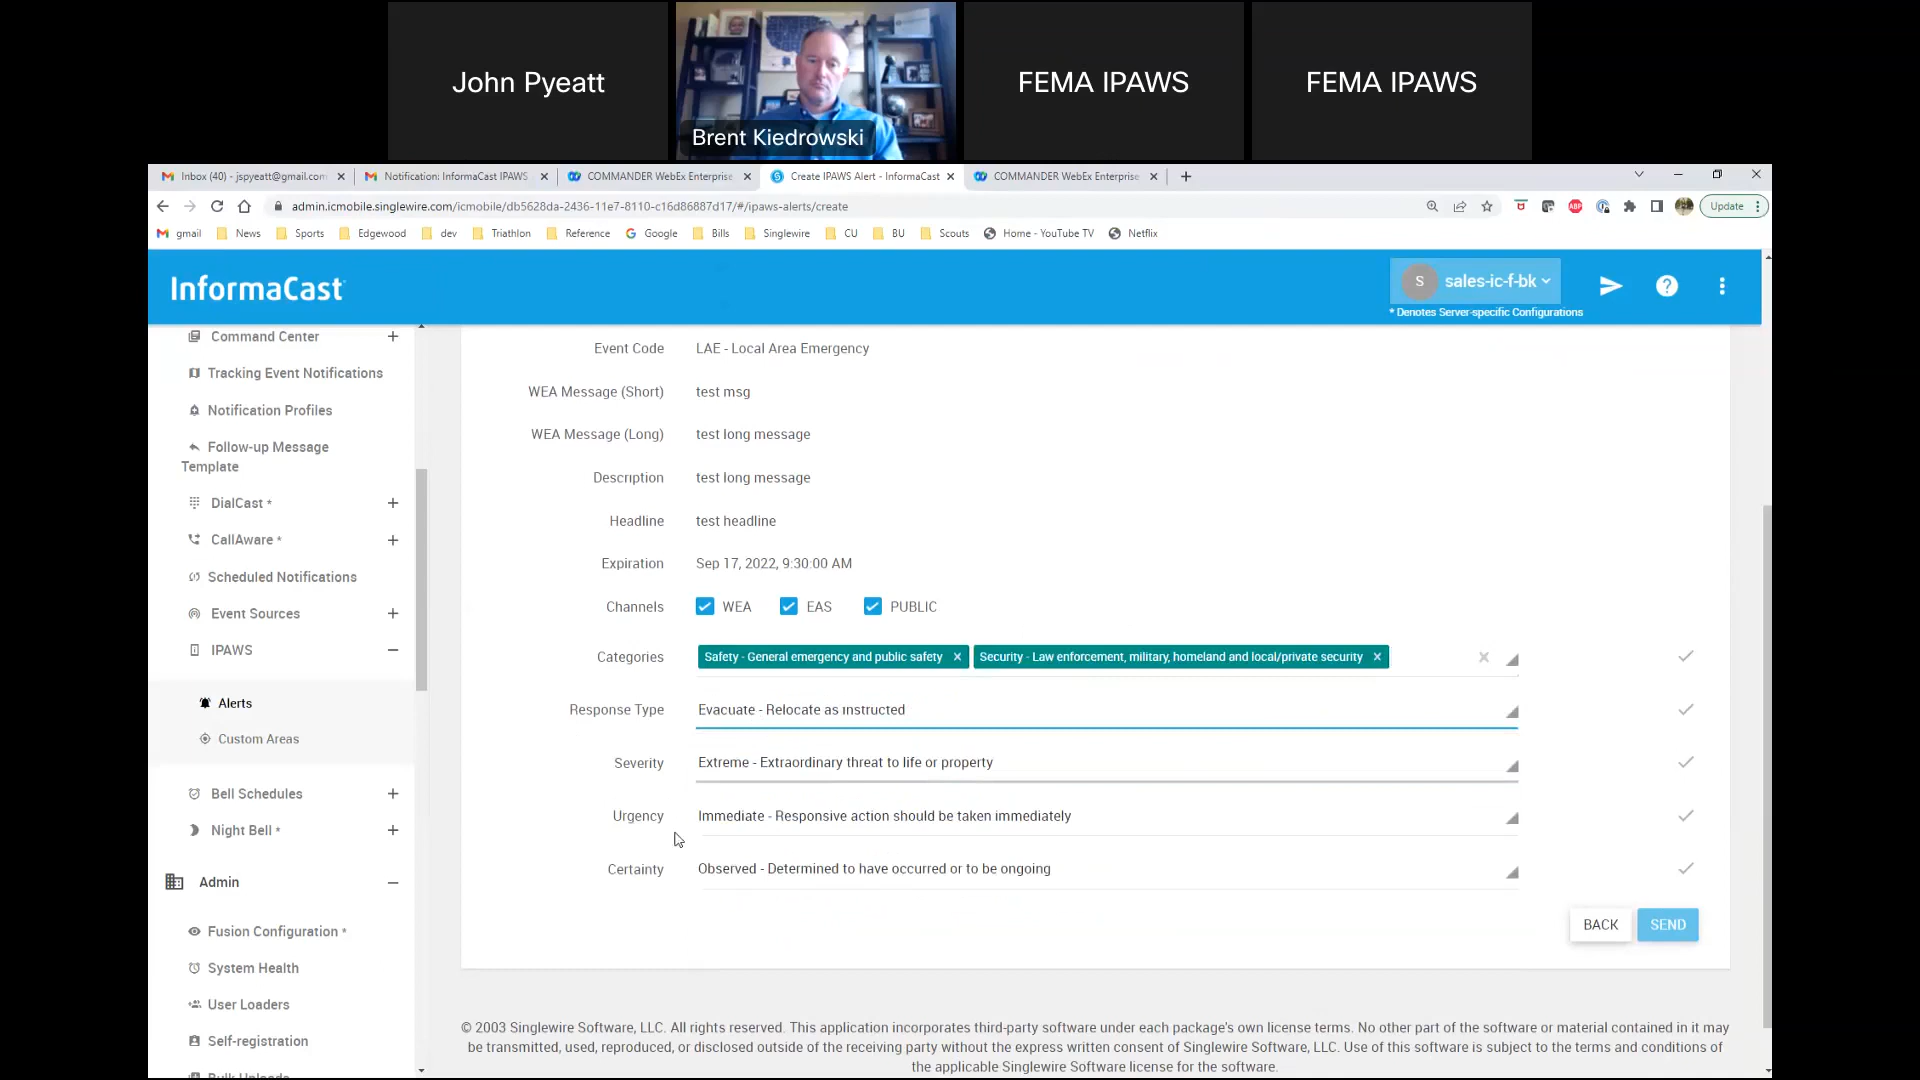 John Pyeatt
Brent Kiedrowski
FEMA IPAWS
FEMA IPAWS
Inbox (40) - jspyeatt@gmail.com
Notification: InformaCast IPAWS
COMMANDER WebEx Enterprise
Create IPAWS Alert - InformaCast
COMMANDER WebEx Enterprise
admin.icmobile.singlewire.com/icmobile/db5628da-2436-11e7-8110-c16d86887d17/#/ipaws-alerts/create
Update
gmail News Sports Edgewood dev Triathlon Reference Google Bills Singlewire CU BU Scouts Home - YouTube TV Netflix
InformaCast
S sales-ic-f-bk
* Denotes Server-specific Configurations
Command Center
Tracking Event Notifications
Notification Profiles
Follow-up Message
Template
DialCast *
CallAware *
Scheduled Notifications
Event Sources
IPAWS
Alerts
Custom Areas
Bell Schedules
Night Bell *
Admin
Fusion Configuration *
System Health
User Loaders
Self-registration
Event Code LAE - Local Area Emergency
WEA Message (Short) test msg
WEA Message (Long) test long message
Description test long message
Headline test headline
Expiration Sep 17, 2022, 9:30:00 AM
Channels WEA EAS PUBLIC
Categories Safety - General emergency and public safety × Security - Law enforcement, military, homeland and local/private security ×
Response Type Evacuate - Relocate as instructed
Severity Extreme - Extraordinary threat to life or property
Urgency Immediate - Responsive action should be taken immediately
Certainty Observed - Determined to have occurred or to be ongoing
BACK SEND
© 2003 Singlewire Software, LLC. All rights reserved. This application incorporates third-party software under each package's own license terms. No other part of the software or material contained in it may
be transmitted, used, reproduced, or disclosed outside of the receiving party without the express written consent of Singlewire Software, LLC. Use of this software is subject to the terms and conditions of
the applicable Singlewire Software license for the software.